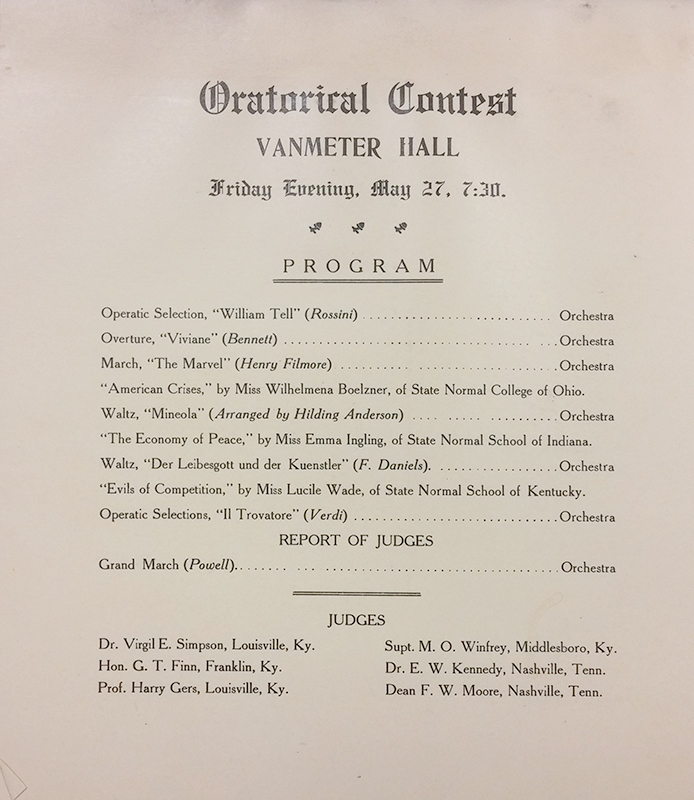 Oratorical Contest
VANMETER HALL
Friday Evening, May 27, 7:30.
PROGRAM
Operatic Selection, "William Tell" (Rossini) . . . . . . . . . . . . . . . . . . . . . . . . . . Orchestra
Overture, "Viviane" (Bennett) . . . . . . . . . . . . . . . . . . . . . . . . . . . . . . . . . . . . . Orchestra
March, "The Marvel" (Henry Filmore) . . . . . . . . . . . . . . . . . . . . . . . . . . . . . Orchestra
"American Crises," by Miss Wilhelmena Boelzner, of State Normal College of Ohio.
Waltz, "Mineola" (Arranged by Hilding Anderson) . . . . . . . . . . . . . . . . . . . Orchestra
"The Economy of Peace," by Miss Emma Ingling, of State Normal School of Indiana.
Waltz, "Der Leibesgott und der Kuenstler" (F. Daniels). . . . . . . . . . . . . . . . . Orchestra
"Evils of Competition," by Miss Lucile Wade, of State Normal School of Kentucky.
Operatic Selections, "Il Trovatore" (Verdi) . . . . . . . . . . . . . . . . . . . . . . . . . . . . Orchestra
REPORT OF JUDGES
Grand March (Powell). . . . . . . . . . . . . . . . . . . . . . . . . . . . . . . . . . . . . . . . . . . . Orchestra
JUDGES
Dr. Virgil E. Simpson, Louisville, Ky.
Hon. G. T. Finn, Franklin, Ky.
Prof. Harry Gers, Louisville, Ky.
Supt. M. O. Winfrey, Middlesboro, Ky.
Dr. E. W. Kennedy, Nashville, Tenn.
Dean F. W. Moore, Nashville, Tenn.